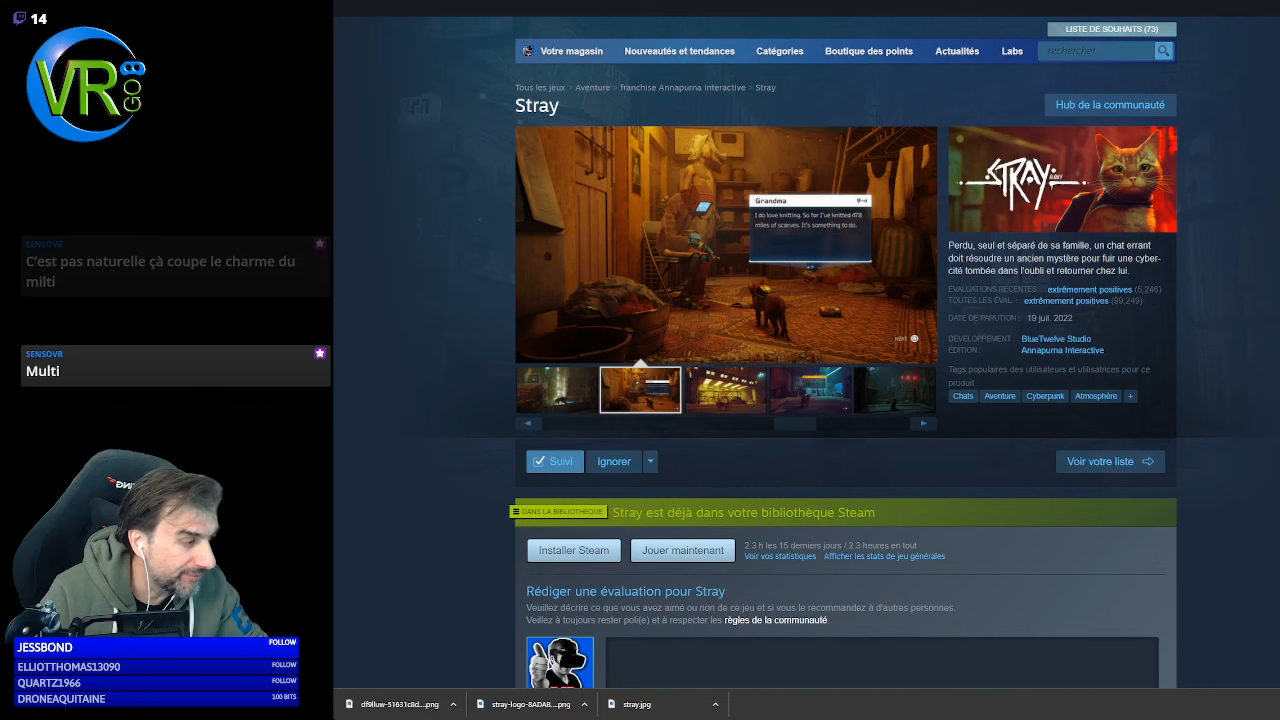 14
VR
GO
SENSOVR
C'est pas naturelle çà coupe le charme du
milti
SENSOVR
Multi
JESSBOND FOLLOW
ELLIOTTHOMAS13090 FOLLOW
QUARTZ1966 FOLLOW
DRONEAQUITAINE 100 BITS
LISTE DE SOUHAITS (73)
Votre magasin Nouveautés et tendances Catégories Boutique des points Actualités Labs rechercher
Tous les jeux > Aventure > franchise Annapurna Interactive > Stray
Stray
Hub de la communauté
Grandma
I do love knitting. So far I've knitted 478
miles of scarves. It's something to do.
NEXT
STRAY
Perdu, seul et séparé de sa famille, un chat errant
doit résoudre un ancien mystère pour fuir une cyber-
cité tombée dans l'oubli et retourner chez lui.
ÉVALUATIONS RÉCENTES : extrêmement positives (5,246)
TOUTES LES ÉVAL. : extrêmement positives (99,249)
DATE DE PARUTION : 19 juil. 2022
DÉVELOPPEMENT : BlueTwelve Studio
ÉDITION : Annapurna Interactive
Tags populaires des utilisateurs et utilisatrices pour ce
produit
Chats Aventure Cyberpunk Atmosphère +
Suivi Ignorer
Voir votre liste
DANS LA BIBLIOTHÈQUE Stray est déjà dans votre bibliothèque Steam
Installer Steam Jouer maintenant
2.3 h les 15 derniers jours / 2.3 heures en tout
Voir vos statistiques Afficher les stats de jeu générales
Rédiger une évaluation pour Stray
Veuillez décrire ce que vous avez aimé ou non de ce jeu et si vous le recommandez à d'autres personnes.
Veillez à toujours rester poli(e) et à respecter les règles de la communauté.
stray-logo-8ADAB...png
stray.jpg